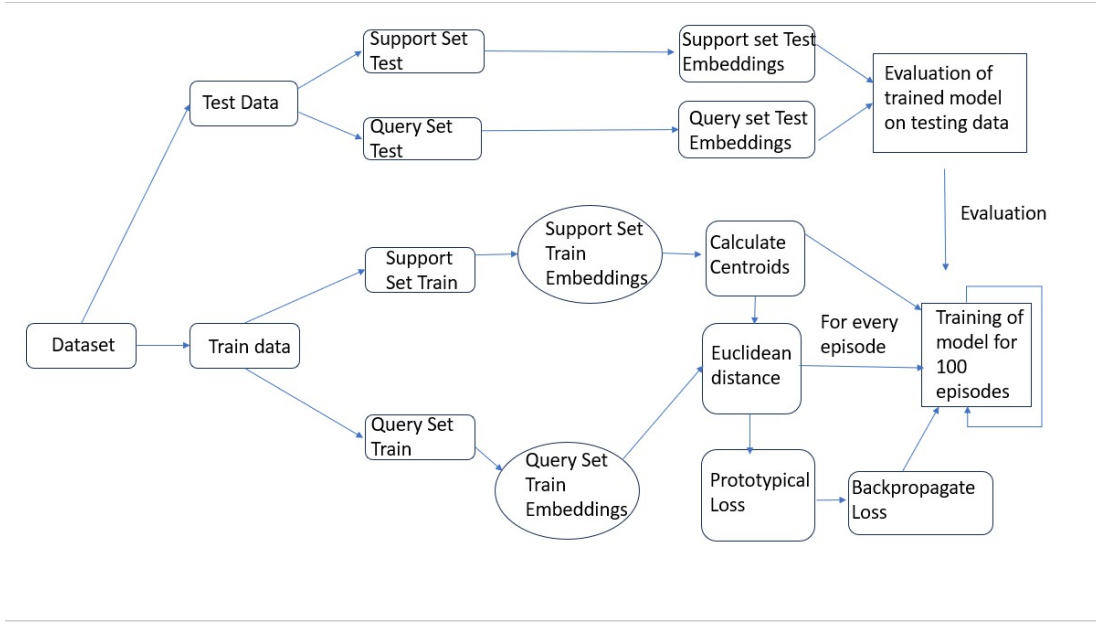 Support Set
Test
Support set Test
Embeddings
Evaluation of
trained model
on testing data
Test Data
Query Set
Test
Query set Test
Embeddings
Evaluation
Support
Set Train
Support Set
Train
Embeddings
Calculate
Centroids
Dataset
Train data
Euclidean
distance
For every
episode
Training of
model for
100
episodes
Query Set
Train
Query Set
Train
Embeddings
Prototypical
Loss
Backpropagate
Loss